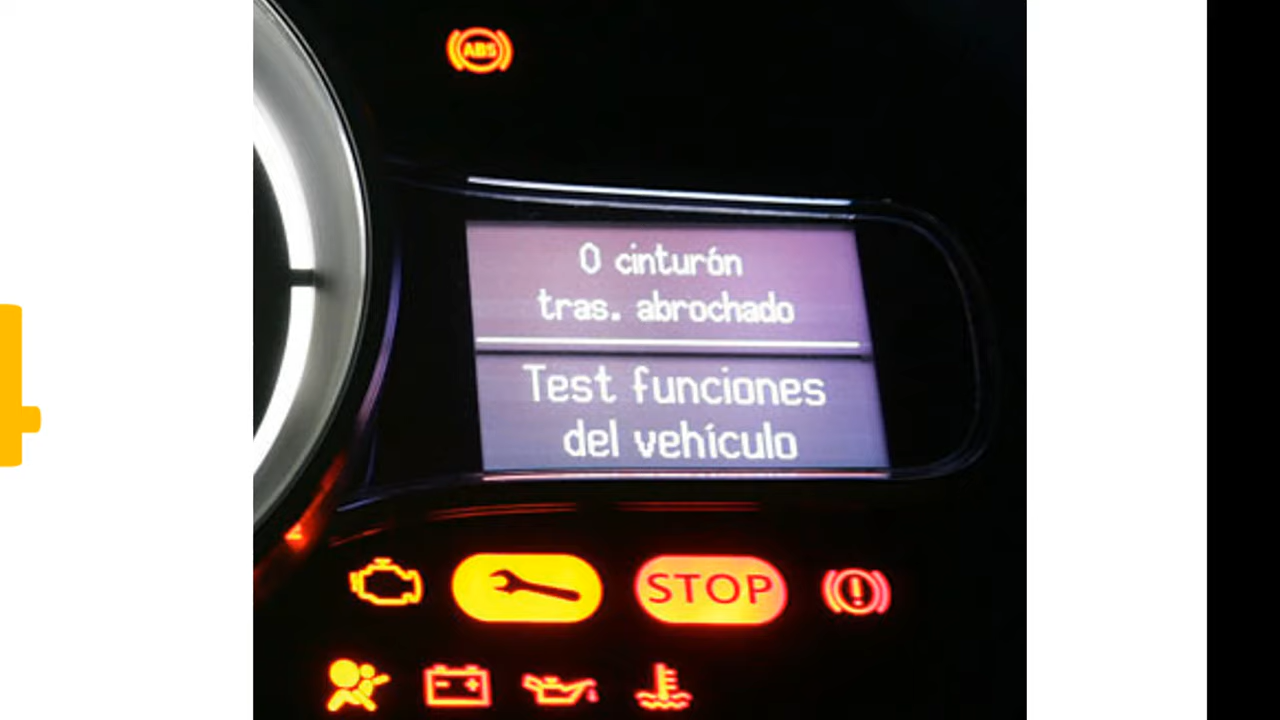 ABS
0 cinturón
tras. abrochado
Test funciones
del vehículo
STOP